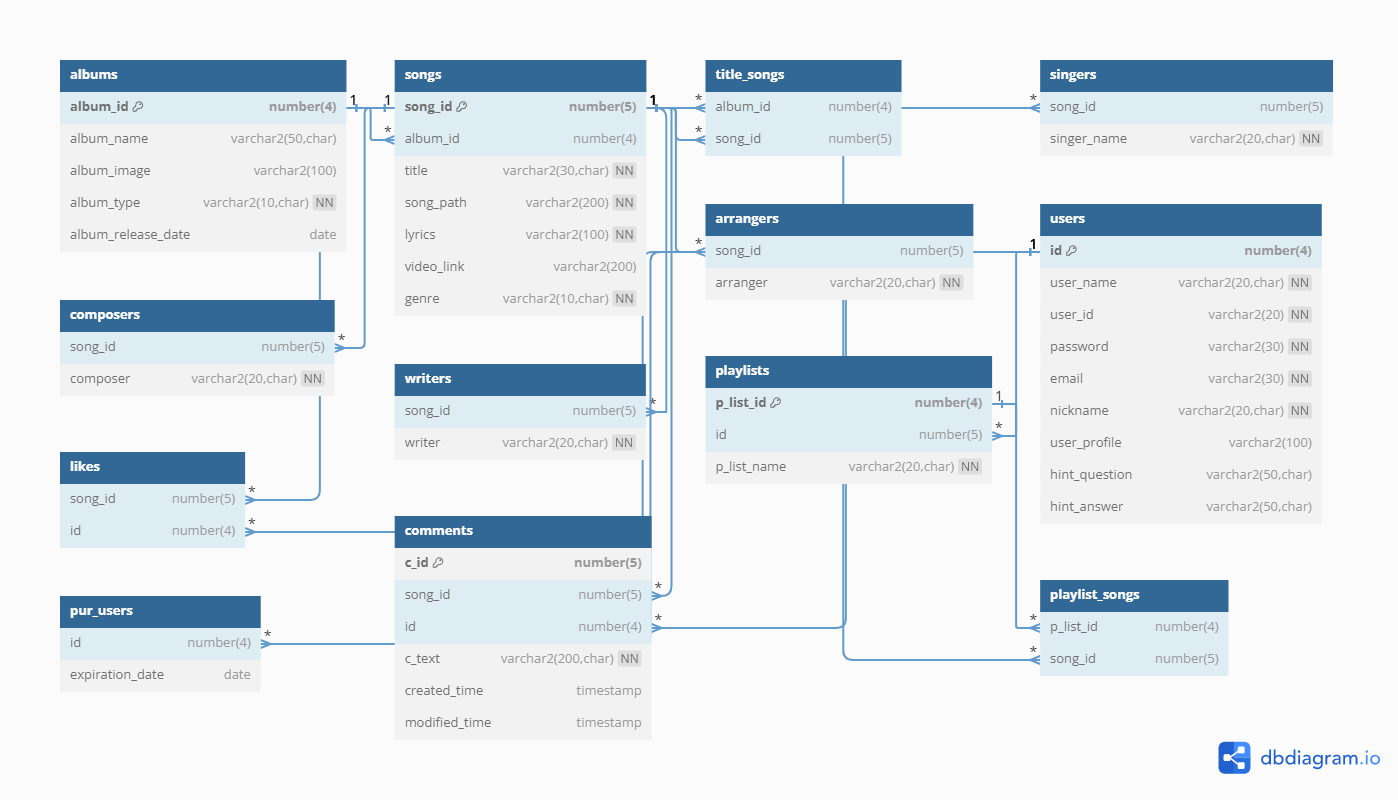 albums
album_id number(4)
album_name varchar2(50,char)
album_image varchar2(100)
album_type varchar2(10,char) NN
album_release_date date
1
1
*
songs
song_id number(5)
album_id number(4)
title varchar2(30,char) NN
song_path varchar2(200) NN
lyrics varchar2(100) NN
video_link varchar2(200)
genre varchar2(10,char) NN
1
*
*
title_songs
album_id number(4)
song_id number(5)
*
singers
song_id number(5)
singer_name varchar2(20,char) NN
*
arrangers
song_id number(5)
arranger varchar2(20,char) NN
1
users
id number(4)
user_name varchar2(20,char) NN
user_id varchar2(20) NN
password varchar2(30) NN
email varchar2(30) NN
nickname varchar2(20,char) NN
user_profile varchar2(100)
hint_question varchar2(50,char)
hint_answer varchar2(50,char)
composers
song_id number(5) *
composer varchar2(20,char) NN
writers
song_id number(5) *
writer varchar2(20,char) NN
playlists
p_list_id number(4) 1
id number(5) *
p_list_name varchar2(20,char) NN
likes
song_id number(5) *
id number(4) *
comments
c_id number(5)
song_id number(5) *
id number(4) *
c_text varchar2(200,char) NN
created_time timestamp
modified_time timestamp
pur_users
id number(4) *
expiration_date date
playlist_songs
* p_list_id number(4)
* song_id number(5)
dbdiagram.io